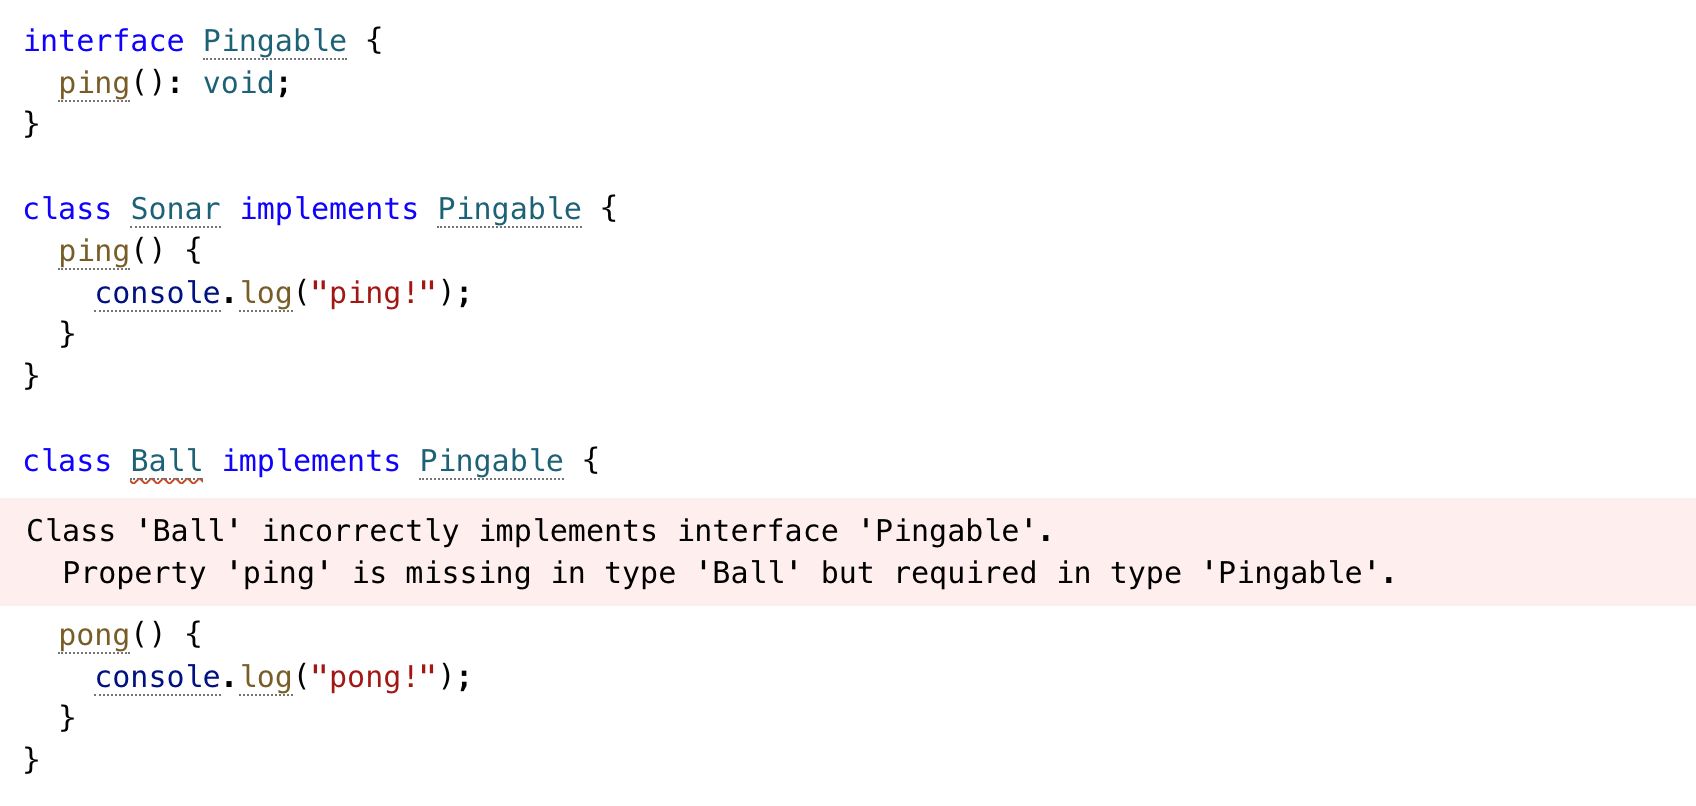 interface Pingable {
  ping(): void;
}

class Sonar implements Pingable {
  ping() {
    console.log("ping!");
  }
}

class Ball implements Pingable {
Class 'Ball' incorrectly implements interface 'Pingable'.
  Property 'ping' is missing in type 'Ball' but required in type 'Pingable'.
  pong() {
    console.log("pong!");
  }
}